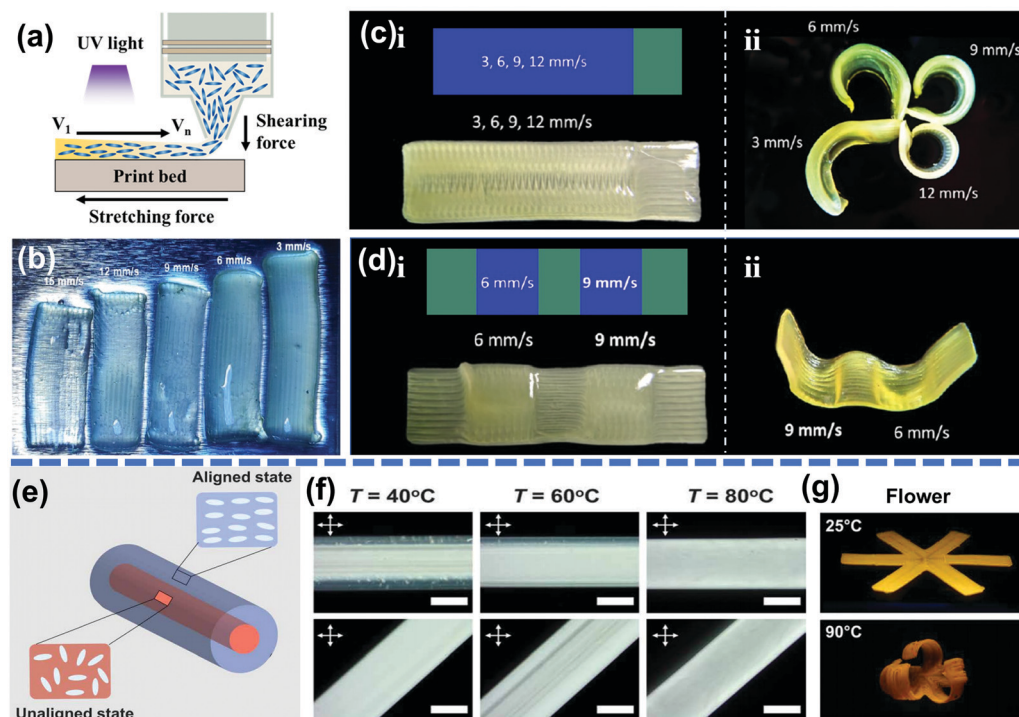 (a)
UV light
V1
Vn
Shearing
force
Print bed
Stretching force
(b)
15 mm/s
12 mm/s
9 mm/s
6 mm/s
3 mm/s
(c)i
3, 6, 9, 12 mm/s
3, 6, 9, 12 mm/s
ii
6 mm/s
9 mm/s
3 mm/s
12 mm/s
(d)i
6 mm/s
9 mm/s
6 mm/s
9 mm/s
ii
9 mm/s
6 mm/s
(e)
Aligned state
Unaligned state
(f)
T = 40°C
T = 60°C
T = 80°C
(g)
Flower
25°C
90°C